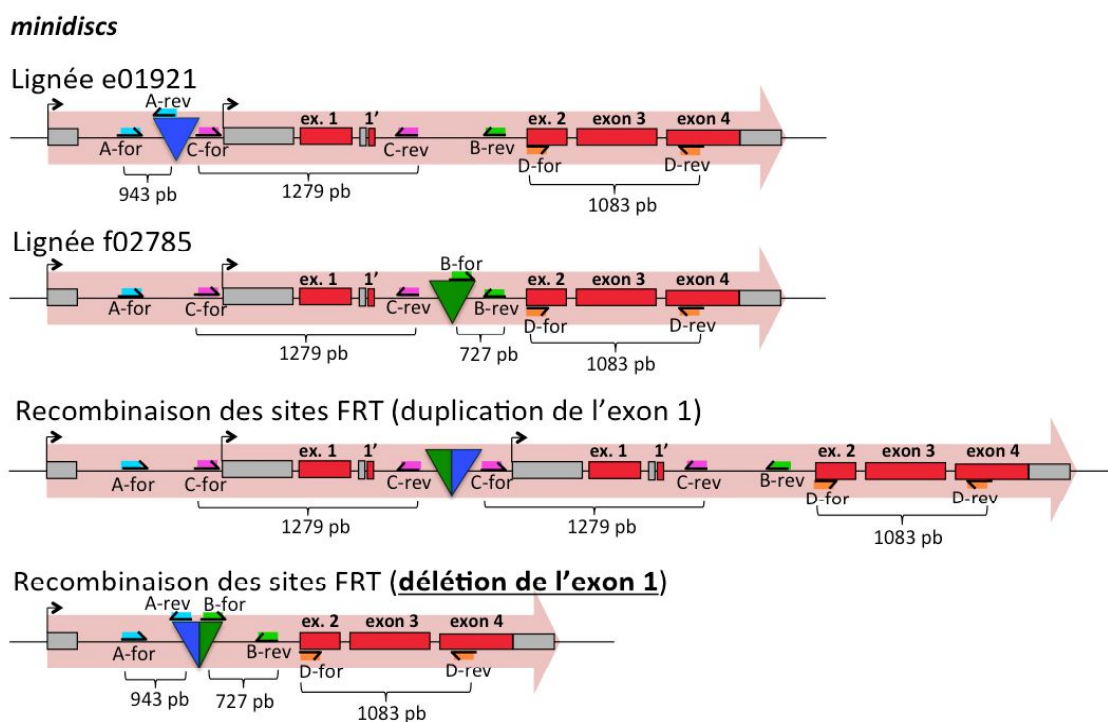 minidiscs
Lignée e01921
A-rev
ex. 1 1' ex. 2 exon 3 exon 4
A-for C-for C-rev B-rev D-for D-rev
943 pb 1279 pb 1083 pb
Lignée f02785
B-for
ex. 1 1' ex. 2 exon 3 exon 4
A-for C-for C-rev B-rev D-for D-rev
1279 pb 727 pb 1083 pb
Recombinaison des sites FRT (duplication de l'exon 1)
ex. 1 1' ex. 1 1' ex. 2 exon 3 exon 4
A-for C-for C-rev C-for C-rev B-rev D-for D-rev
1279 pb 1279 pb 1083 pb
Recombinaison des sites FRT (délétion de l'exon 1)
A-rev B-for
ex. 2 exon 3 exon 4
A-for B-rev D-for D-rev
943 pb 727 pb 1083 pb